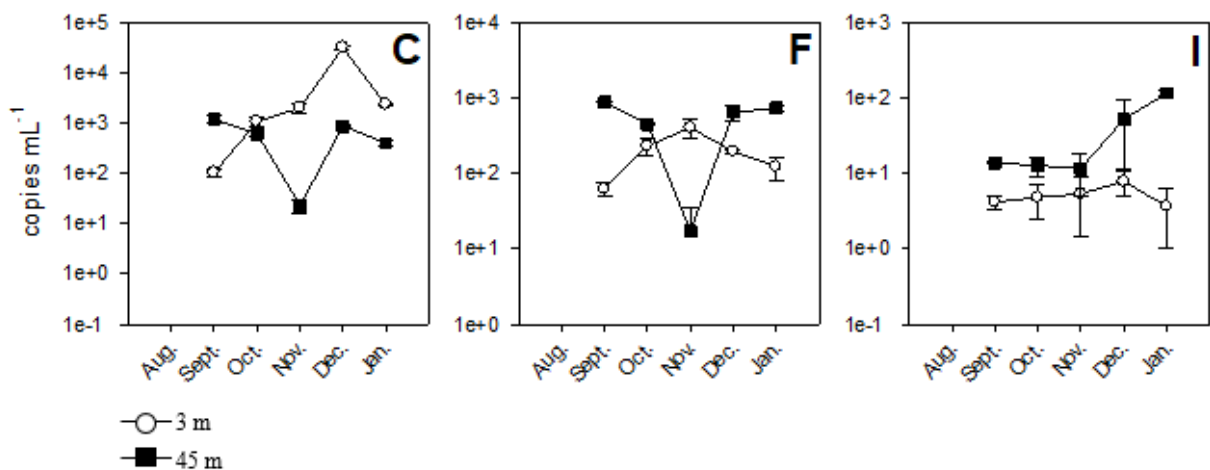 copies mL⁻¹
1e+5
1e+4
1e+3
1e+2
1e+1
1e+0
1e-1
C
Aug. Sept. Oct. Nov. Dec. Jan.
1e+4
1e+3
1e+2
1e+1
1e+0
F
Aug. Sept. Oct. Nov. Dec. Jan.
1e+3
1e+2
1e+1
1e+0
1e-1
I
Aug. Sept. Oct. Nov. Dec. Jan.
3 m
45 m